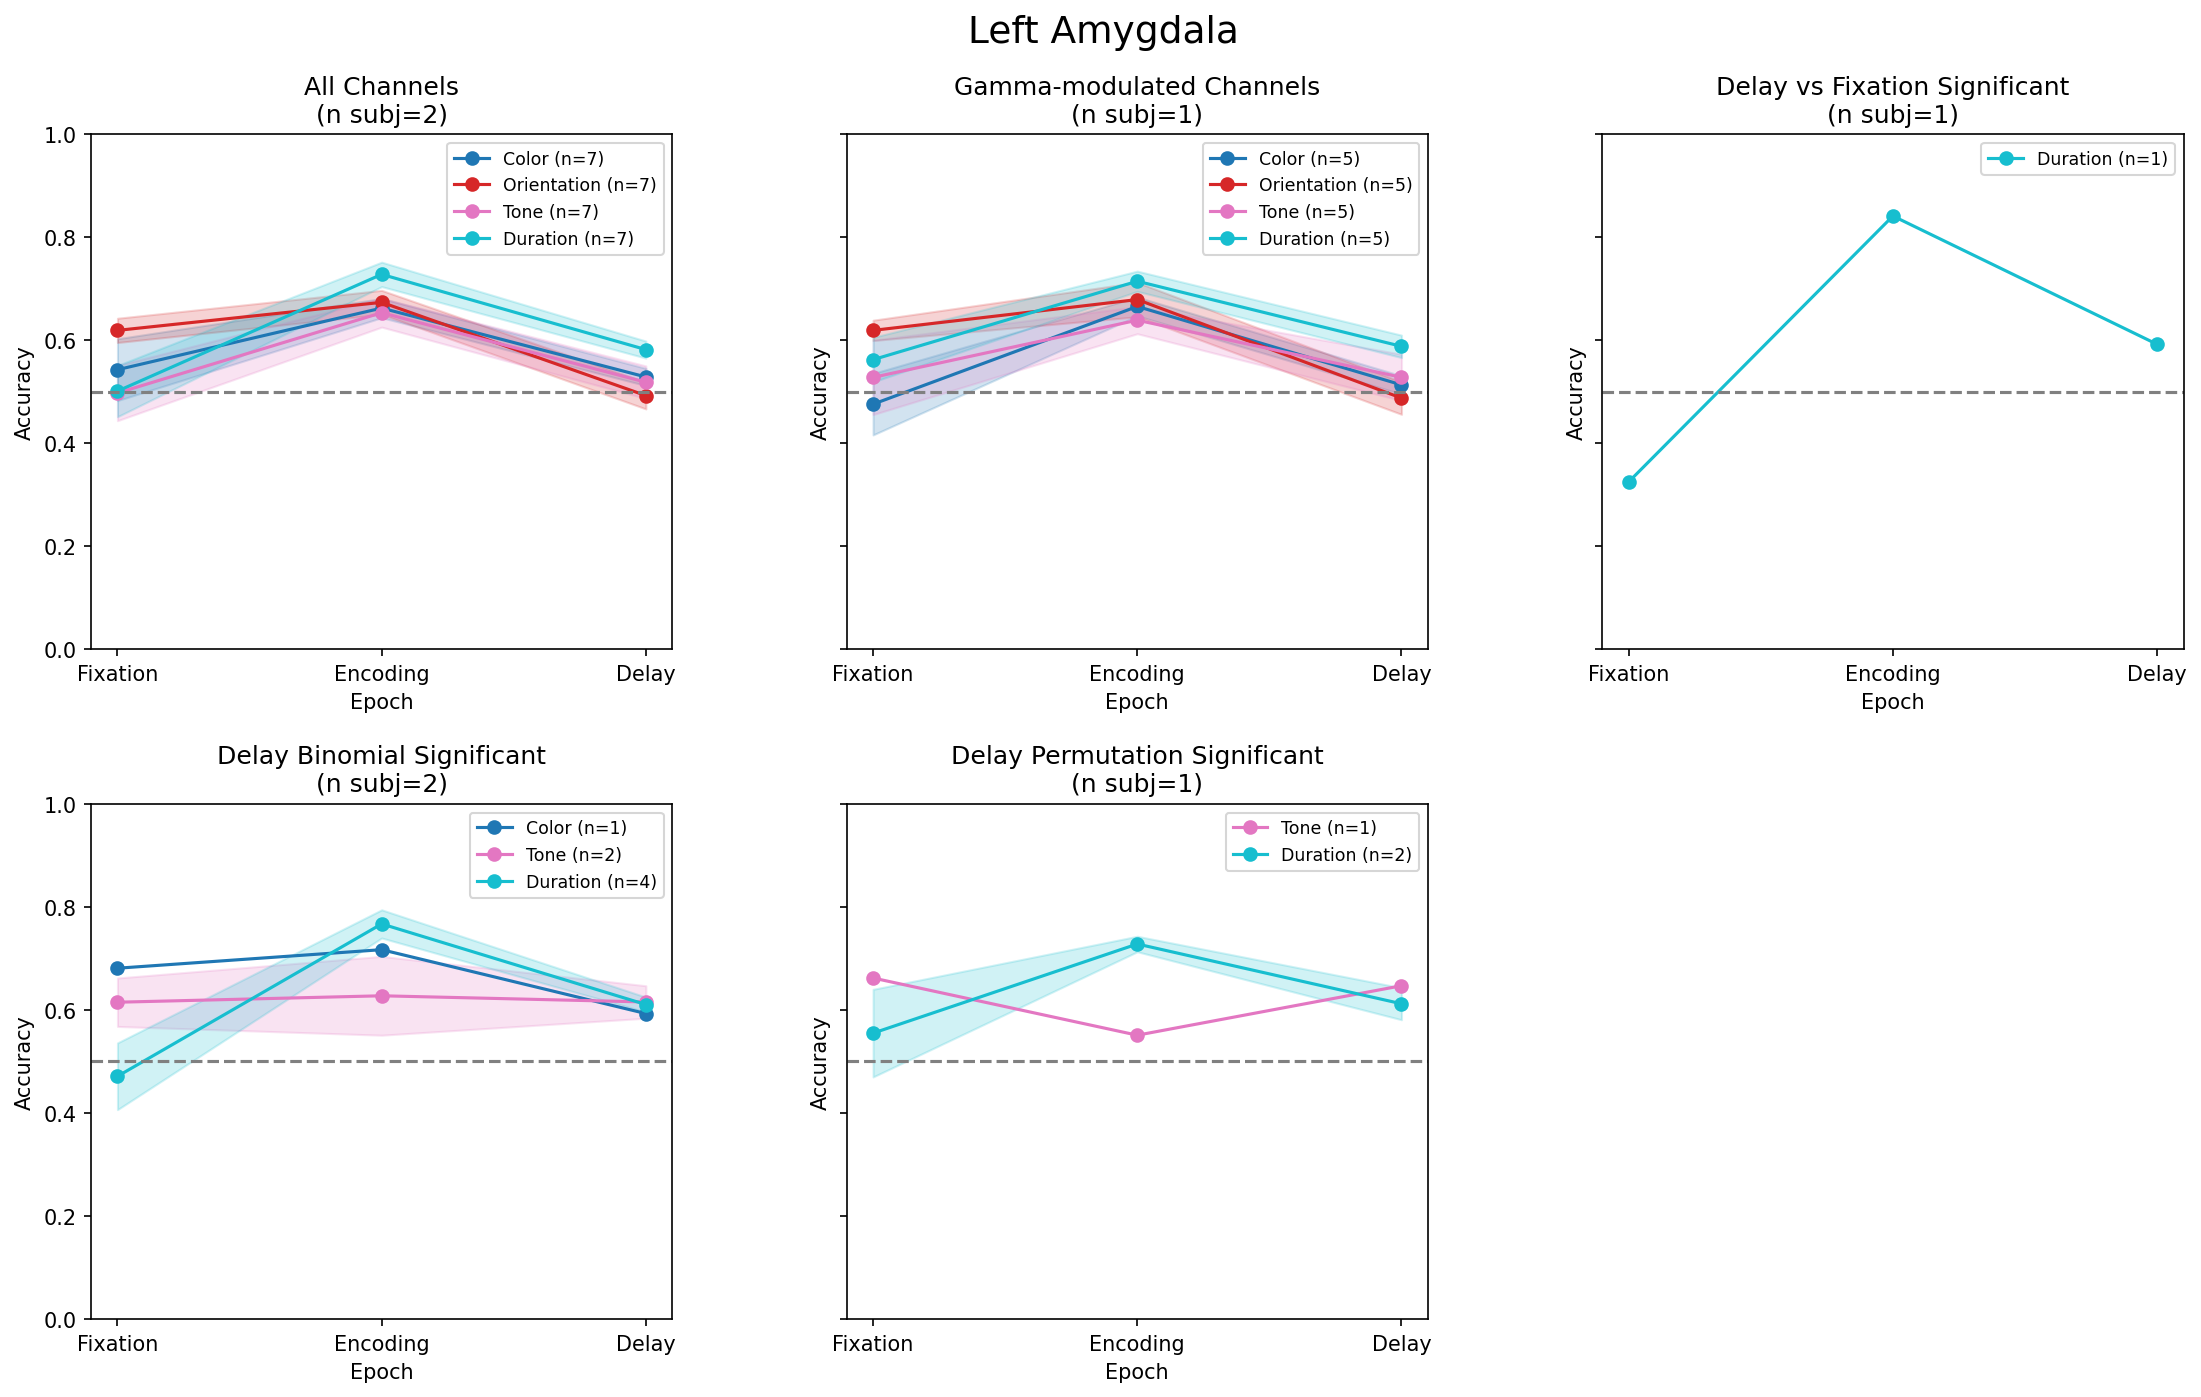 Left Amygdala
All Channels
(n subj=2)
1.0
0.8
0.6
0.4
0.2
0.0
Accuracy
Color (n=7)
Orientation (n=7)
Tone (n=7)
Duration (n=7)
Fixation
Encoding
Delay
Epoch
Gamma-modulated Channels
(n subj=1)
Accuracy
Color (n=5)
Orientation (n=5)
Tone (n=5)
Duration (n=5)
Fixation
Encoding
Delay
Epoch
Delay vs Fixation Significant
(n subj=1)
Accuracy
Duration (n=1)
Fixation
Encoding
Delay
Epoch
Delay Binomial Significant
(n subj=2)
1.0
0.8
0.6
0.4
0.2
0.0
Accuracy
Color (n=1)
Tone (n=2)
Duration (n=4)
Fixation
Encoding
Delay
Epoch
Delay Permutation Significant
(n subj=1)
Accuracy
Tone (n=1)
Duration (n=2)
Fixation
Encoding
Delay
Epoch